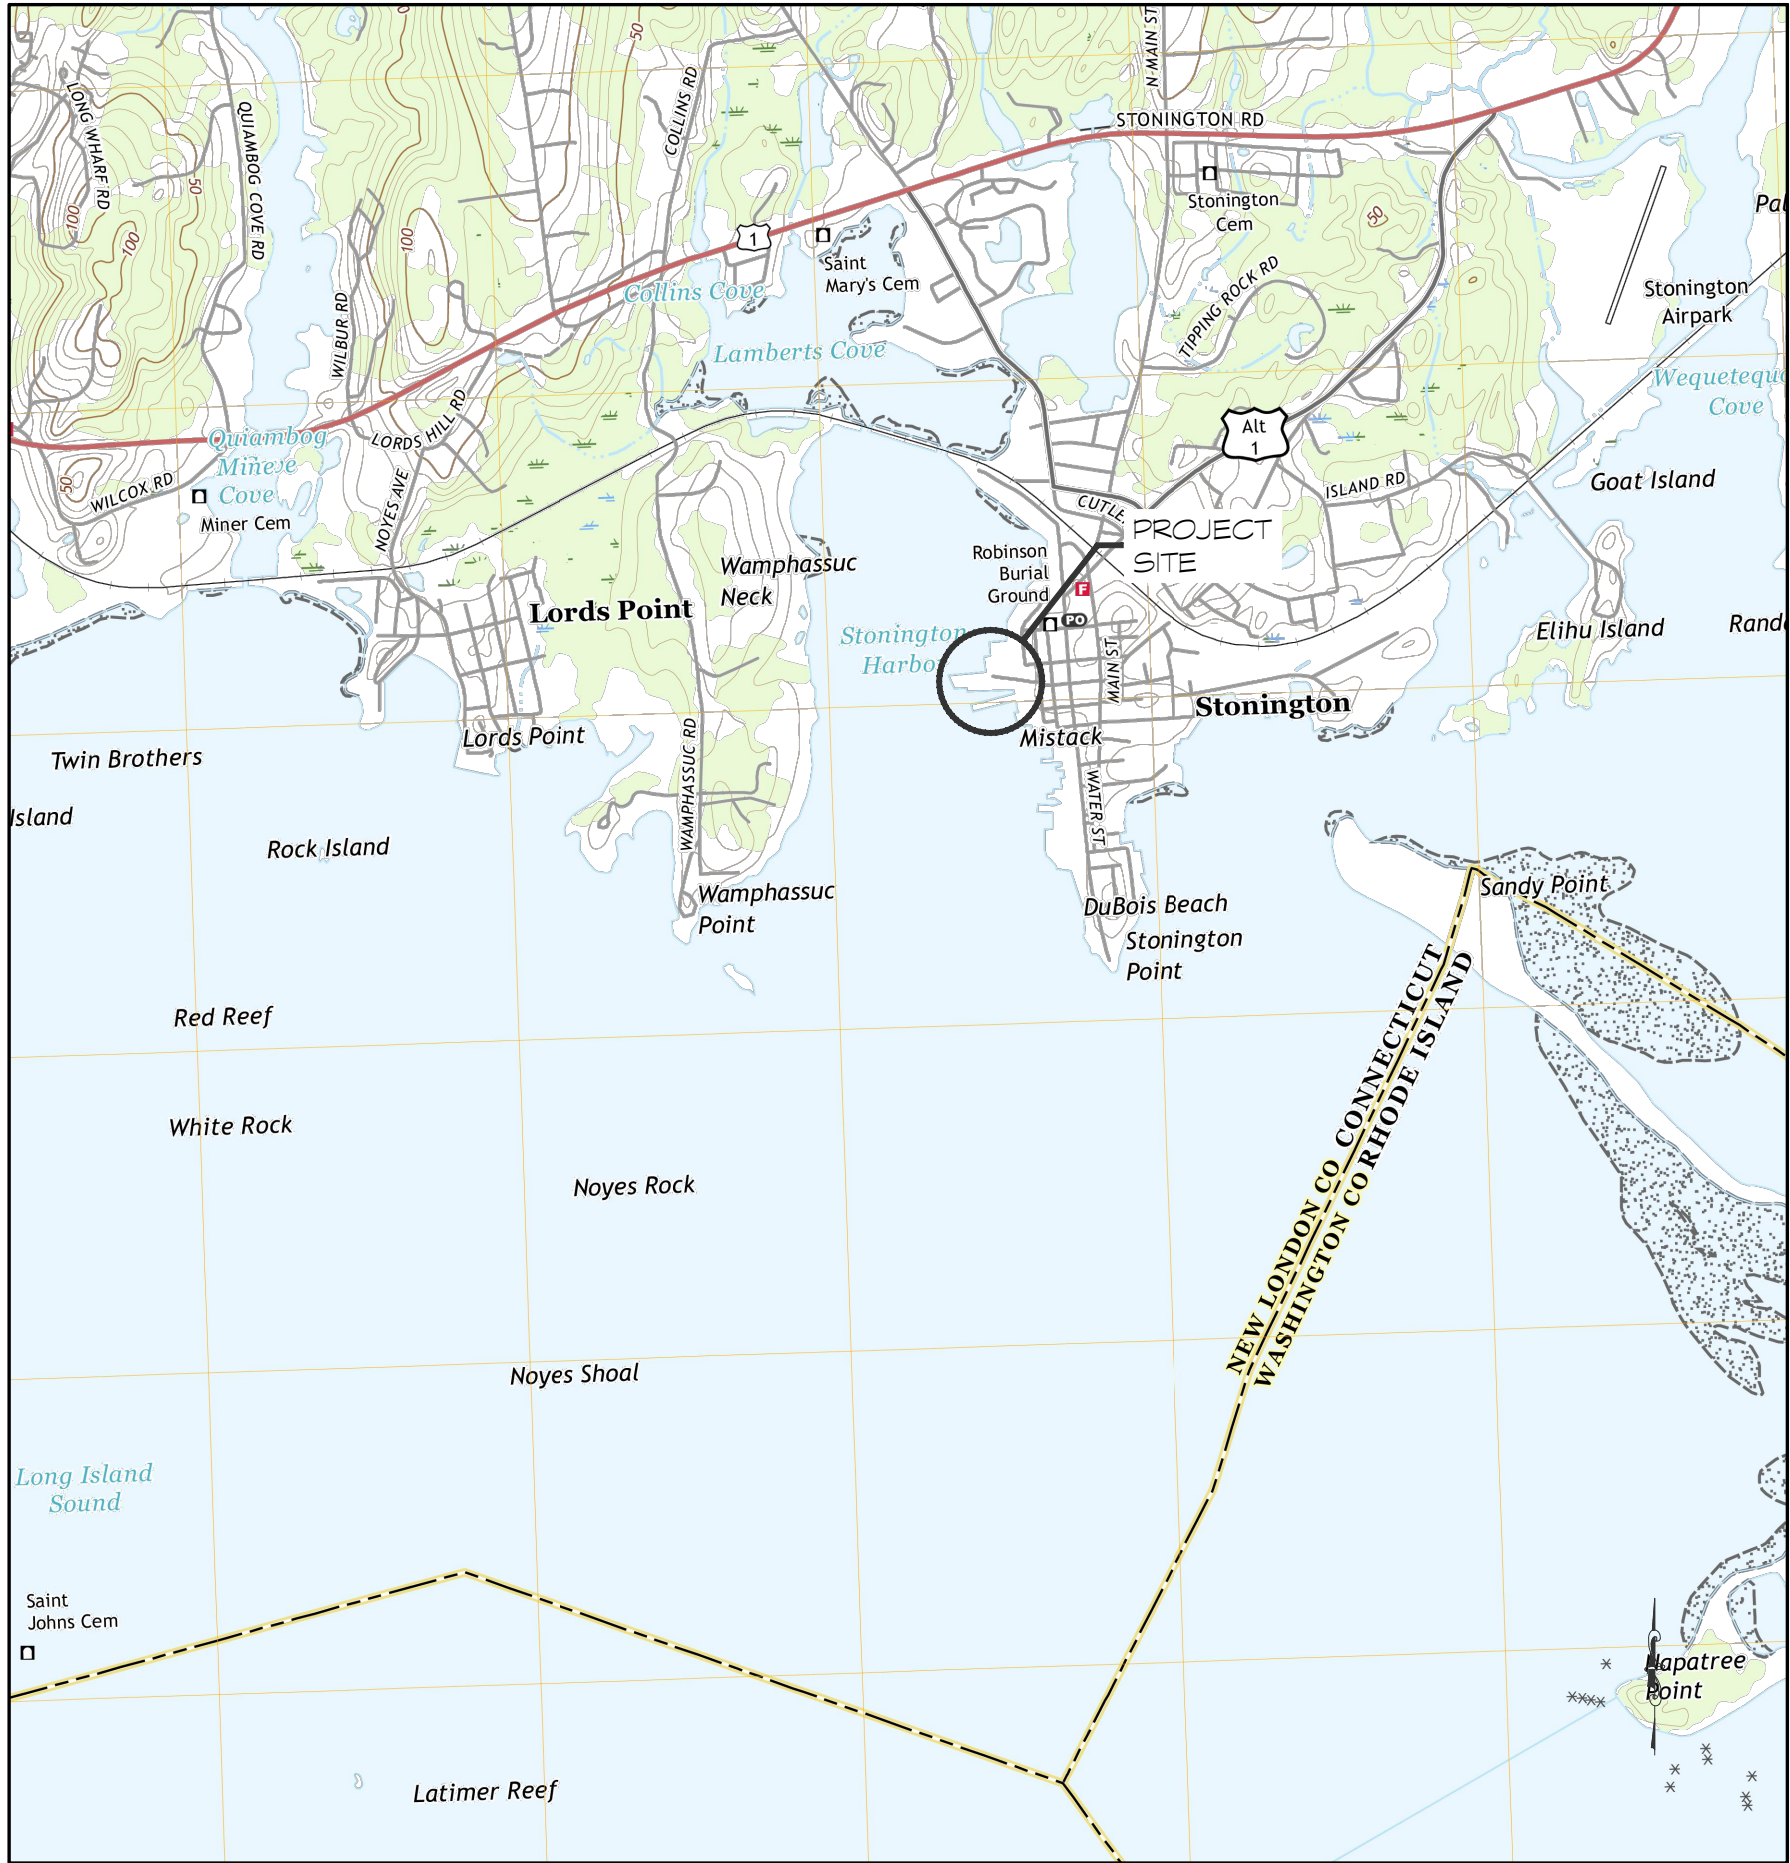 50
N MAIN ST
LONG WHARF RD
QUIAMBOG COVE RD
COLLINS RD
STONINGTON RD
50
100
100
100
1
Stonington
Cem
50
Saint
Mary's Cem
Collins Cove
TIPPING ROCK RD
Stonington
Airpark
WILBUR RD
Lamberts Cove
Cove
LORDS HILL RD
Alt
1
Quiambog
Cove
50
WILCOX RD
Miner Cem
NOYES AVE
ISLAND RD
Goat Island
PROJECT
SITE
Robinson
Burial
Ground
Wamphassuc
Neck
F
PO
Lords Point
Stonington
Elihu Island
MAIN ST
Stonington
Lords Point
Mistack
Twin Brothers
WAMPHASSUC RD
WATER ST
Island
Rock Island
Wamphassuc
Point
DuBois Beach
Stonington
Point
Sandy Point
Red Reef
White Rock
Noyes Rock
NEW LONDON CO CONNECTICUT
WASHINGTON CO RHODE ISLAND
Noyes Shoal
Long Island
Sound
Saint
Johns Cem
Napatree
Point
Latimer Reef